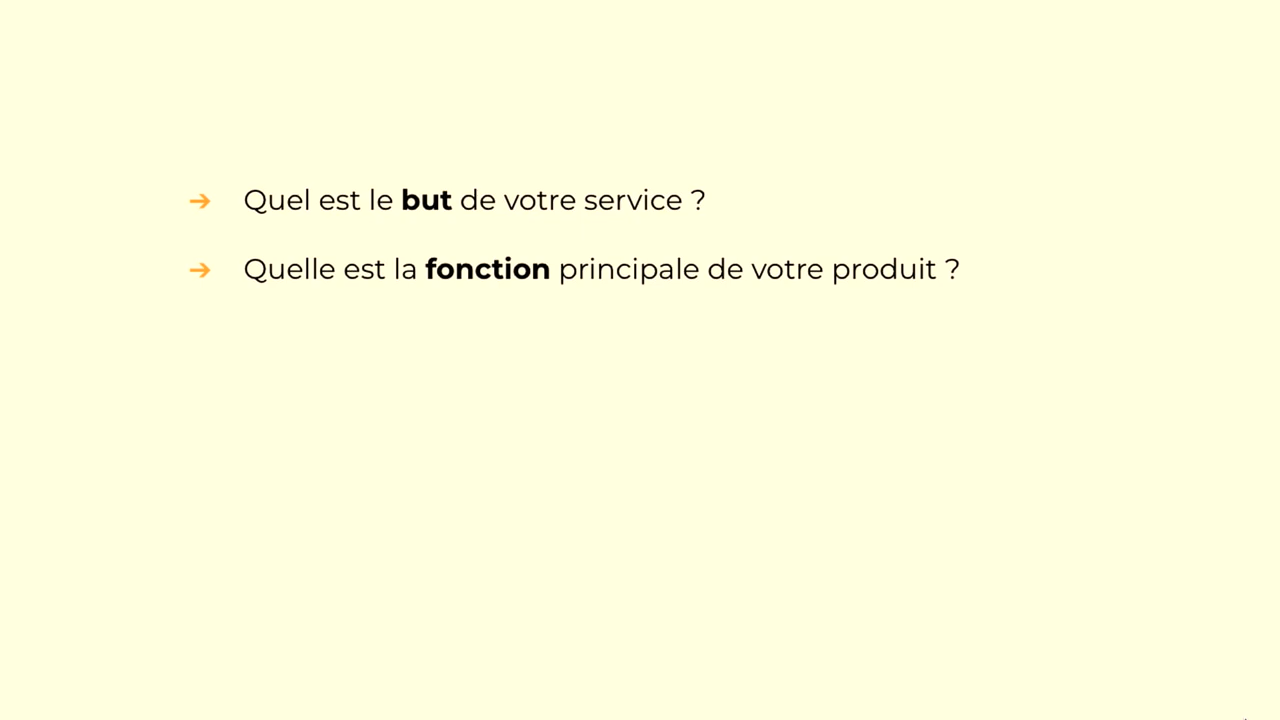 ➔ Quel est le but de votre service ?
➔ Quelle est la fonction principale de votre produit ?